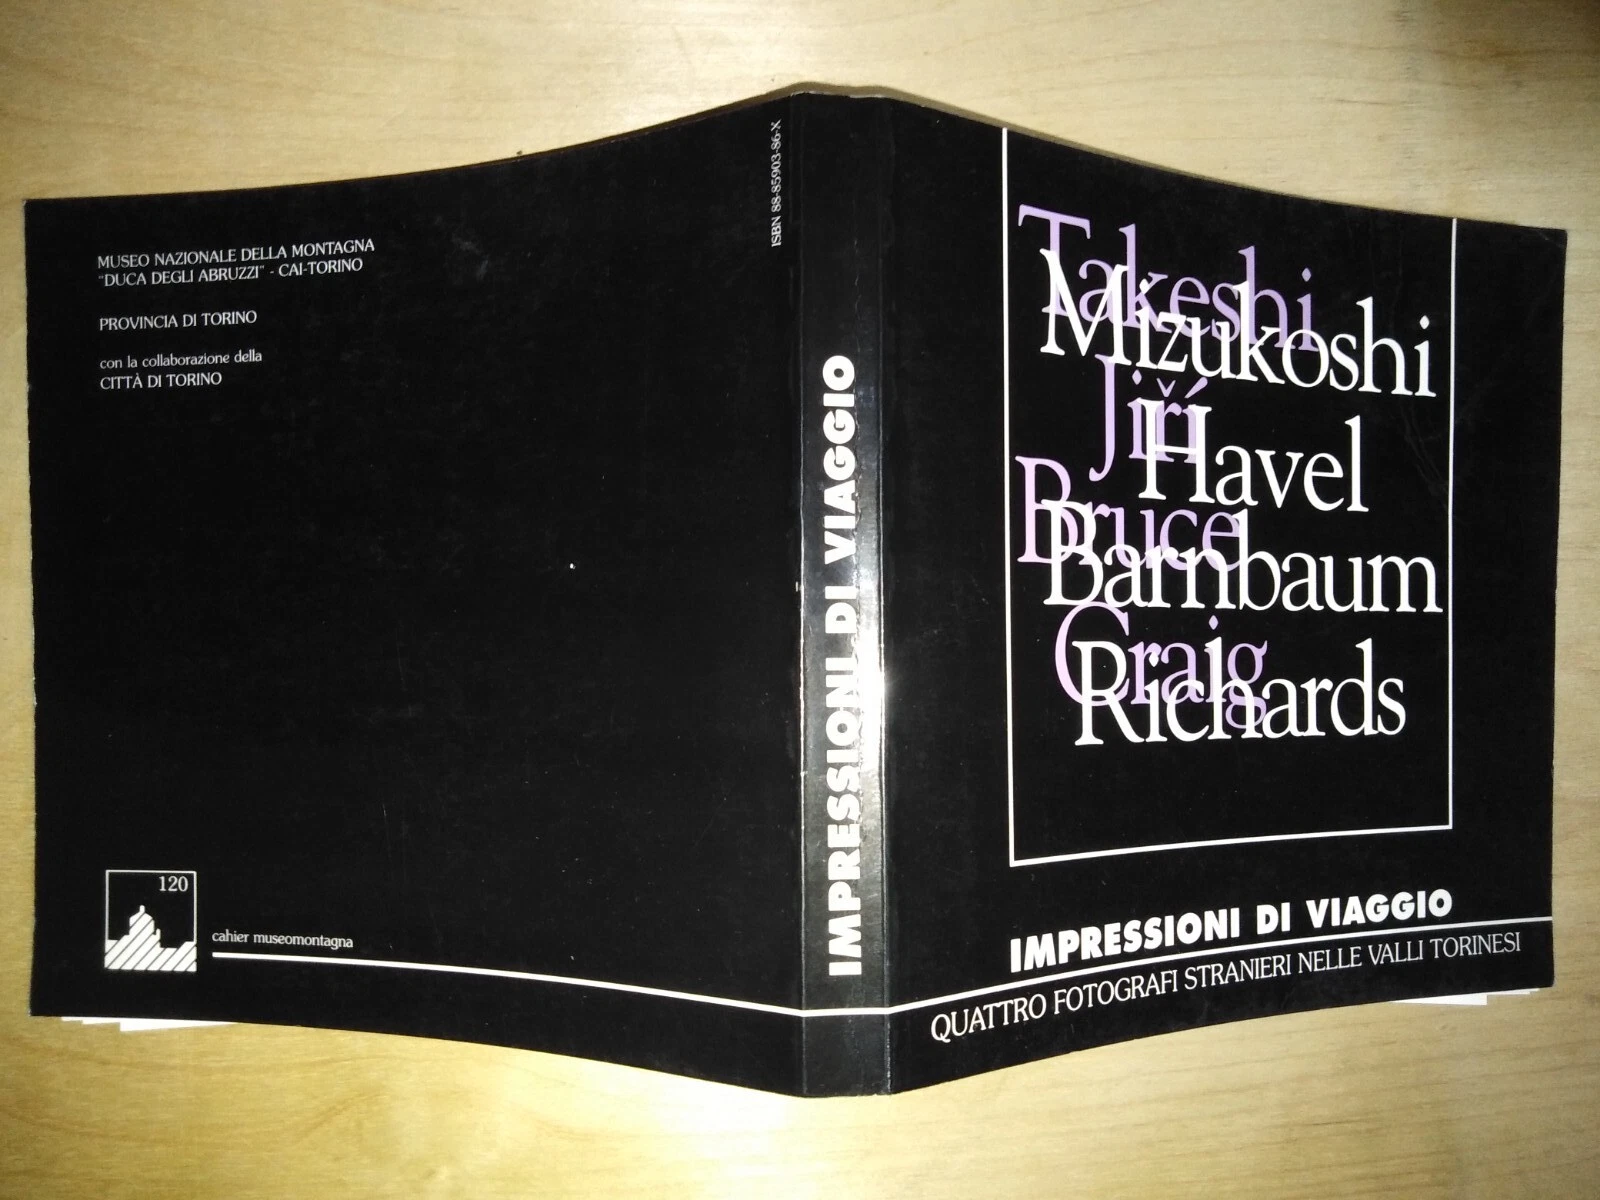 MUSEO NAZIONALE DELLA MONTAGNA
"DUCA DEGLI ABRUZZI" - CAI-TORINO
PROVINCIA DI TORINO
con la collaborazione della
CITTÀ DI TORINO
120
cahier museomontagna
ISBN 88-85903-86-X
IMPRESSIONI DI VIAGGIO
Takeshi
Mizukoshi
Jiří
Havel
Bruce
Barnbaum
Craig
Richards
IMPRESSIONI DI VIAGGIO
QUATTRO FOTOGRAFI STRANIERI NELLE VALLI TORINESI